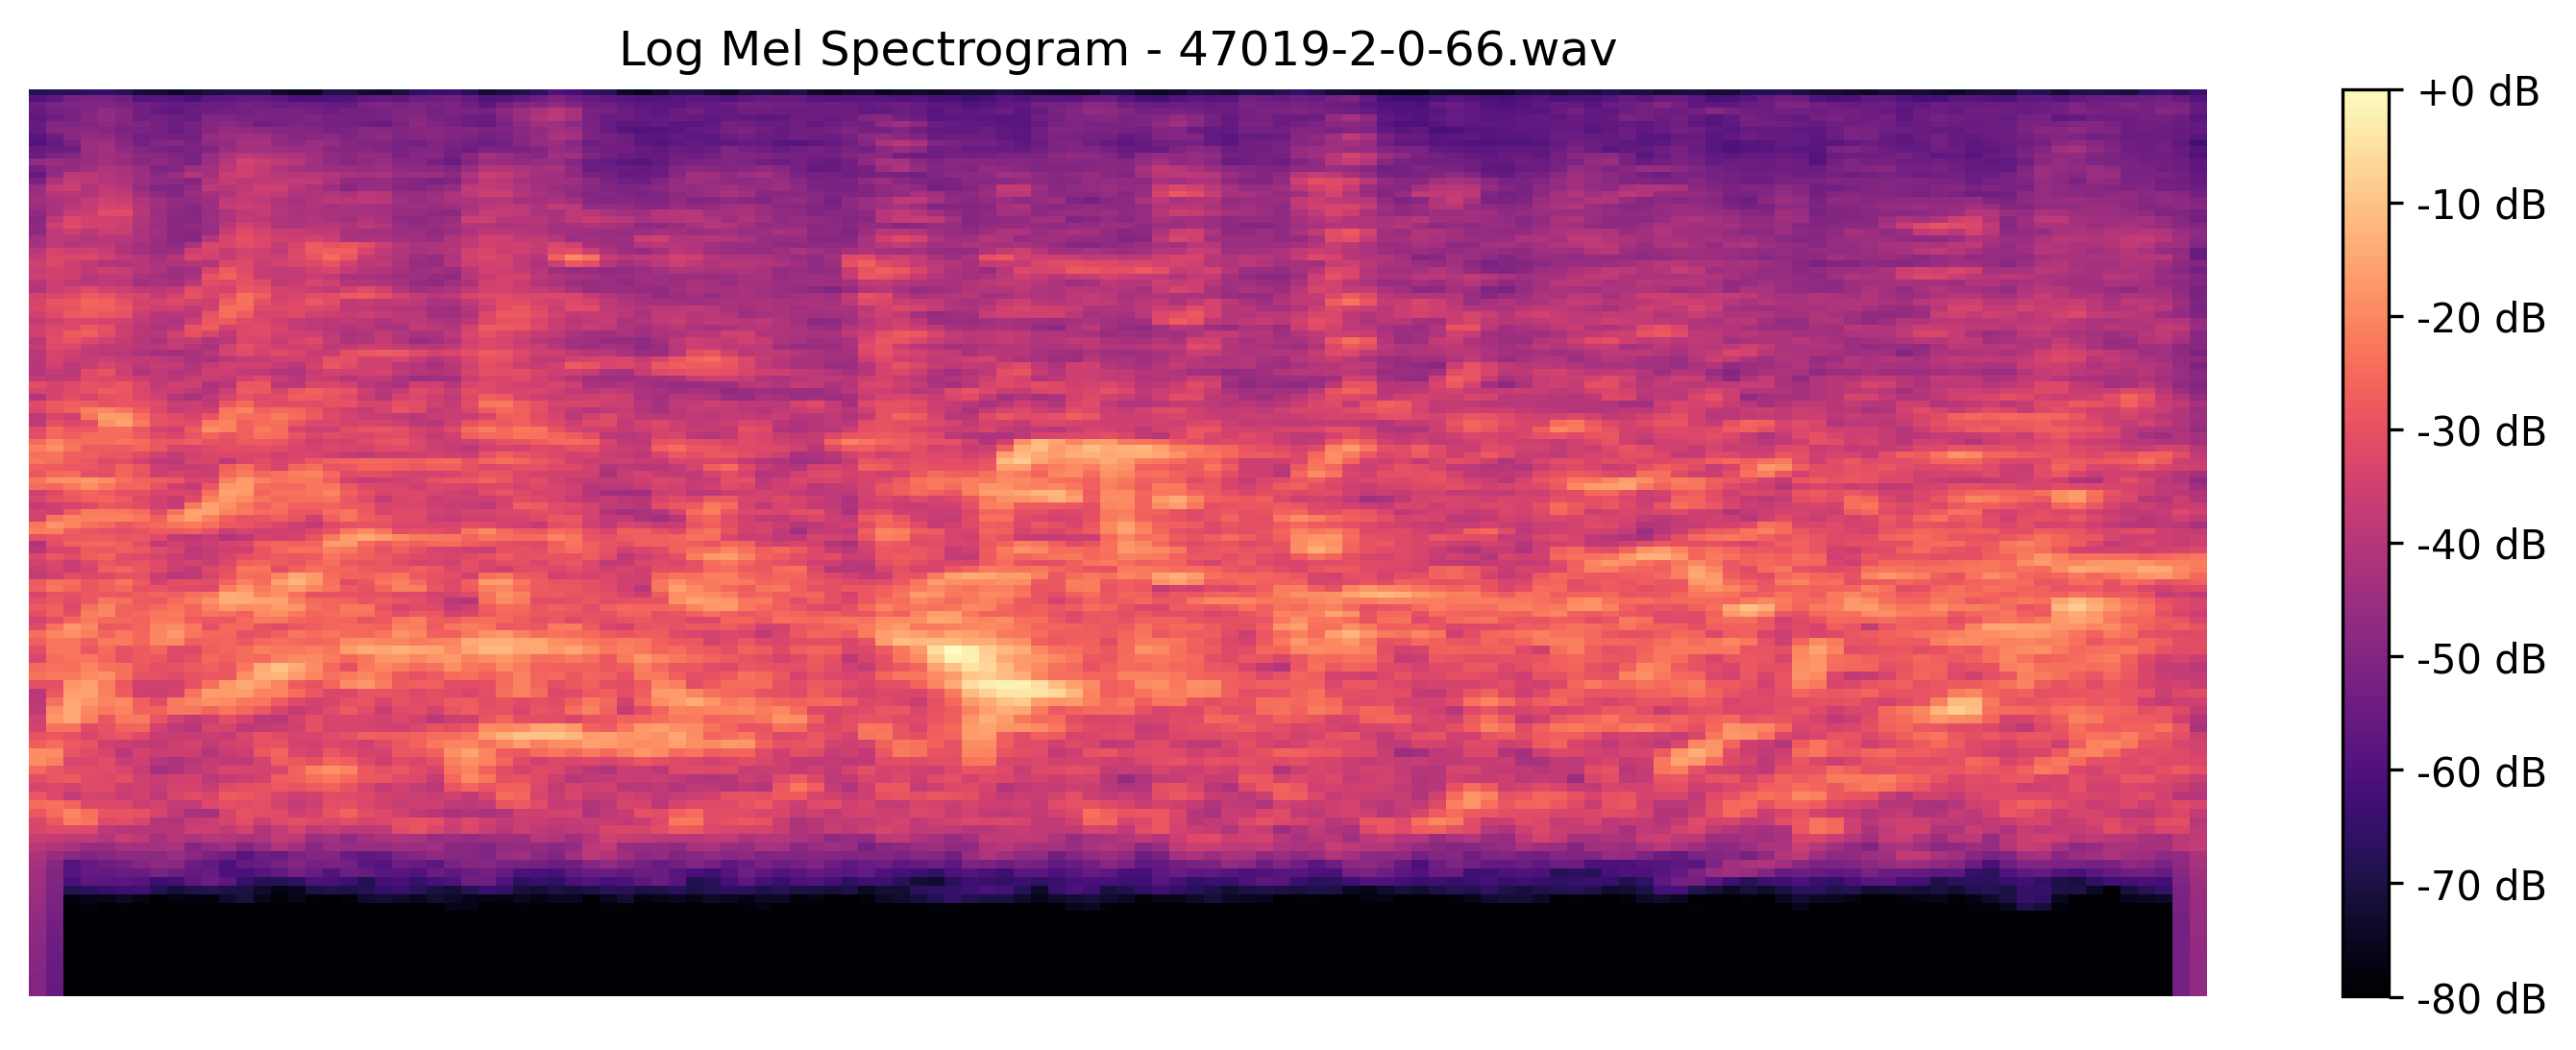 Log Mel Spectrogram - 47019-2-0-66.wav
+0 dB
-10 dB
-20 dB
-30 dB
-40 dB
-50 dB
-60 dB
-70 dB
-80 dB